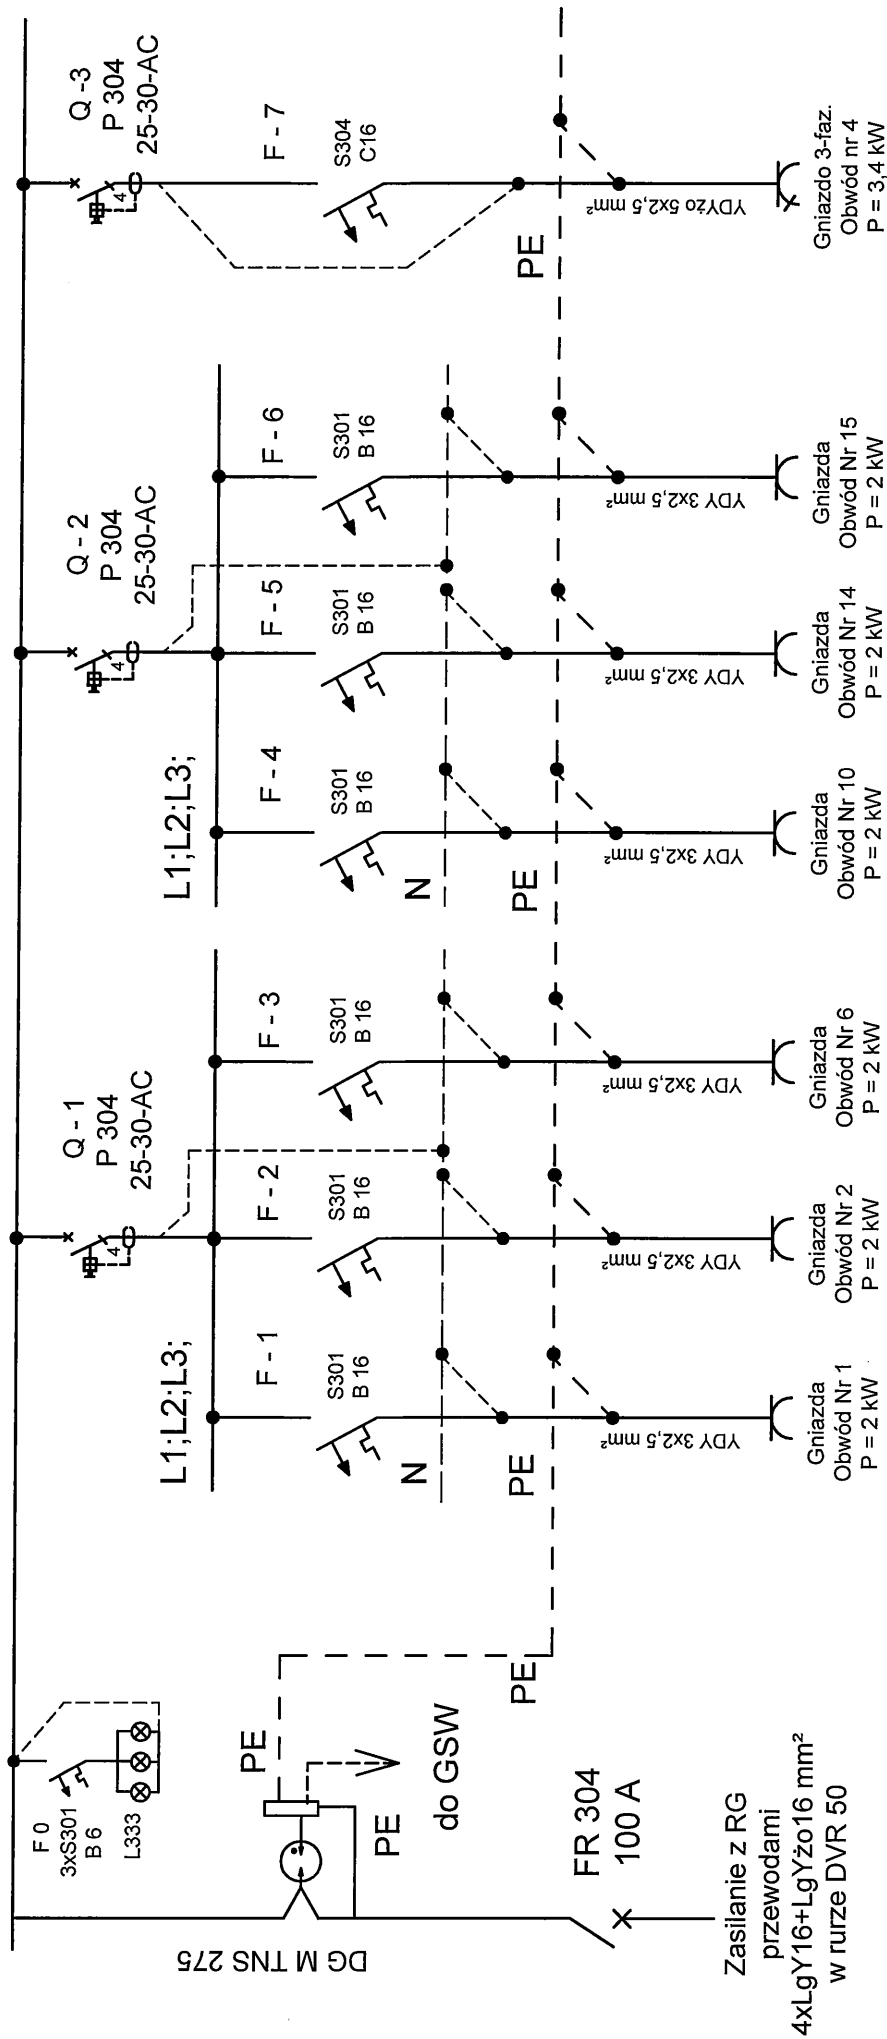 F 0
3xS301
B 6
L333
DG M TNS 275
PE
PE
do GSW
PE
FR 304
100 A
Zasilanie z RG
przewodami
4xLgY16+LgYżo16 mm²
w rurze DVR 50
Q - 1
P 304
25-30-AC
4
L1;L2;L3;
F - 1
S301
B 16
N
PE
YDY 3x2,5 mm²
Gniazda
Obwód Nr 1
P = 2 kW
F - 2
S301
B 16
YDY 3x2,5 mm²
Gniazda
Obwód Nr 2
P = 2 kW
F - 3
S301
B 16
YDY 3x2,5 mm²
Gniazda
Obwód Nr 6
P = 2 kW
Q - 2
P 304
25-30-AC
4
L1;L2;L3;
F - 4
S301
B 16
N
PE
YDY 3x2,5 mm²
Gniazda
Obwód Nr 10
P = 2 kW
F - 5
S301
B 16
YDY 3x2,5 mm²
Gniazda
Obwód Nr 14
P = 2 kW
F - 6
S301
B 16
YDY 3x2,5 mm²
Gniazda
Obwód Nr 15
P = 2 kW
Q -3
P 304
25-30-AC
4
F - 7
S304
C16
PE
YDYżo 5x2,5 mm²
Gniazdo 3-faz.
Obwód nr 4
P = 3,4 kW